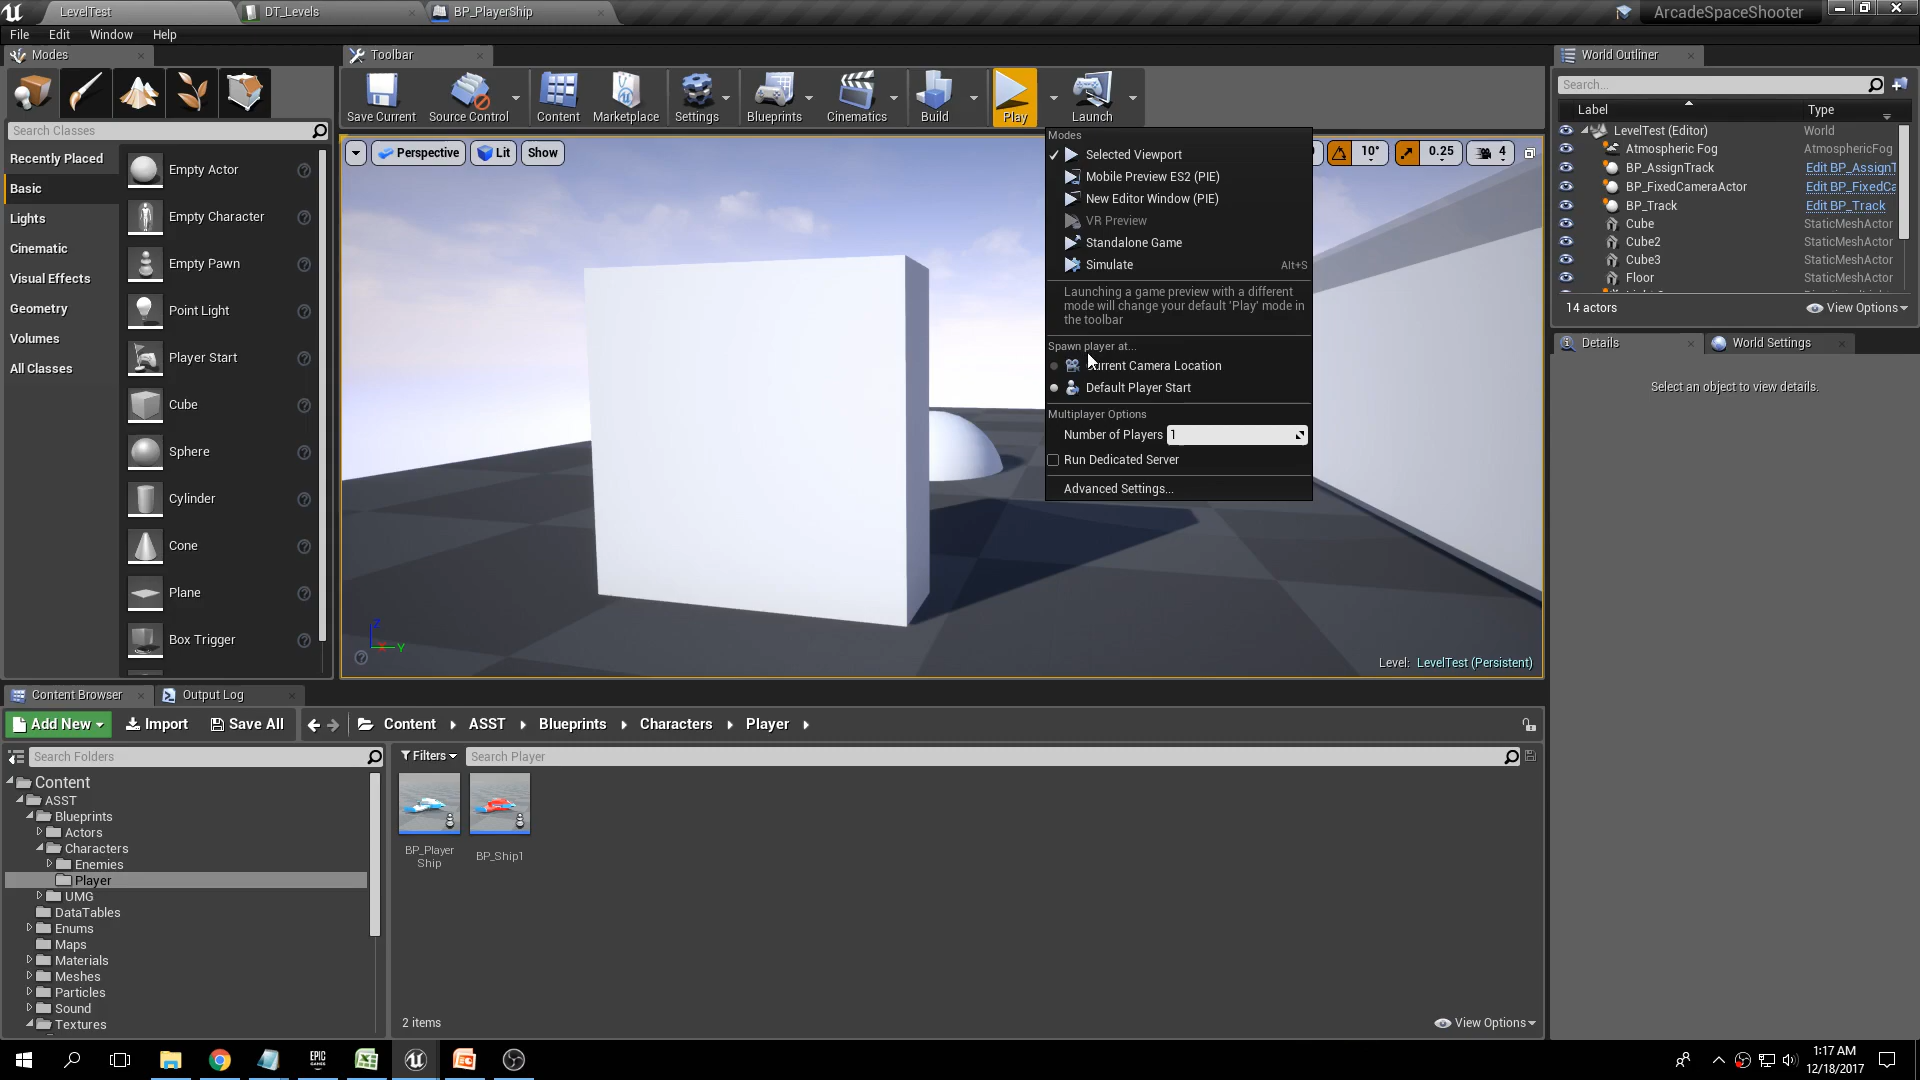 LevelTest
DT_Levels
BP_PlayerShip
ArcadeSpaceShooter
File Edit Window Help
Modes
Toolbar
World Outliner
Save Current
Source Control
Content
Marketplace
Settings
Blueprints
Cinematics
Build
Play
Launch
Search...
Label
Type
Search Classes
Recently Placed
Basic
Lights
Cinematic
Visual Effects
Geometry
Volumes
All Classes
Empty Actor
Empty Character
Empty Pawn
Point Light
Player Start
Cube
Sphere
Cylinder
Cone
Plane
Box Trigger
Perspective
Lit
Show
10°
0.25
4
Modes
Selected Viewport
Mobile Preview ES2 (PIE)
New Editor Window (PIE)
VR Preview
Standalone Game
Simulate Alt+S
Launching a game preview with a different
mode will change your default 'Play' mode in
the toolbar
Spawn player at...
Current Camera Location
Default Player Start
Multiplayer Options
Number of Players 1
Run Dedicated Server
Advanced Settings...
Z
Y
Level: LevelTest (Persistent)
LevelTest (Editor) World
Atmospheric Fog AtmosphericFog
BP_AssignTrack Edit BP_AssignT
BP_FixedCameraActor Edit BP_FixedCa
BP_Track Edit BP_Track
Cube StaticMeshActor
Cube2 StaticMeshActor
Cube3 StaticMeshActor
Floor StaticMeshActor
14 actors
View Options
Details
World Settings
Select an object to view details.
Content Browser
Output Log
Add New
Import
Save All
Content
ASST
Blueprints
Characters
Player
Search Folders
Filters
Search Player
Content
ASST
Blueprints
Actors
Characters
Enemies
Player
UMG
DataTables
Enums
Maps
Materials
Meshes
Particles
Sound
Textures
BP_Player
Ship
BP_Ship1
2 items
View Options
EPIC
GAMES
1:17 AM
12/18/2017